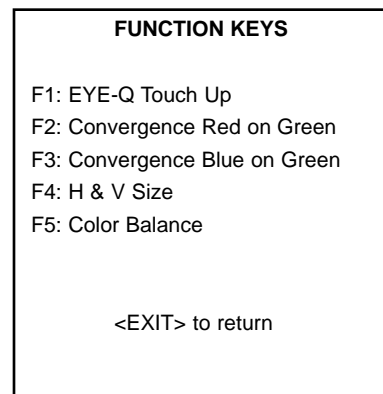 FUNCTION KEYS
F1: EYE-Q Touch Up
F2: Convergence Red on Green
F3: Convergence Blue on Green
F4: H & V Size
F5: Color Balance
<EXIT> to return